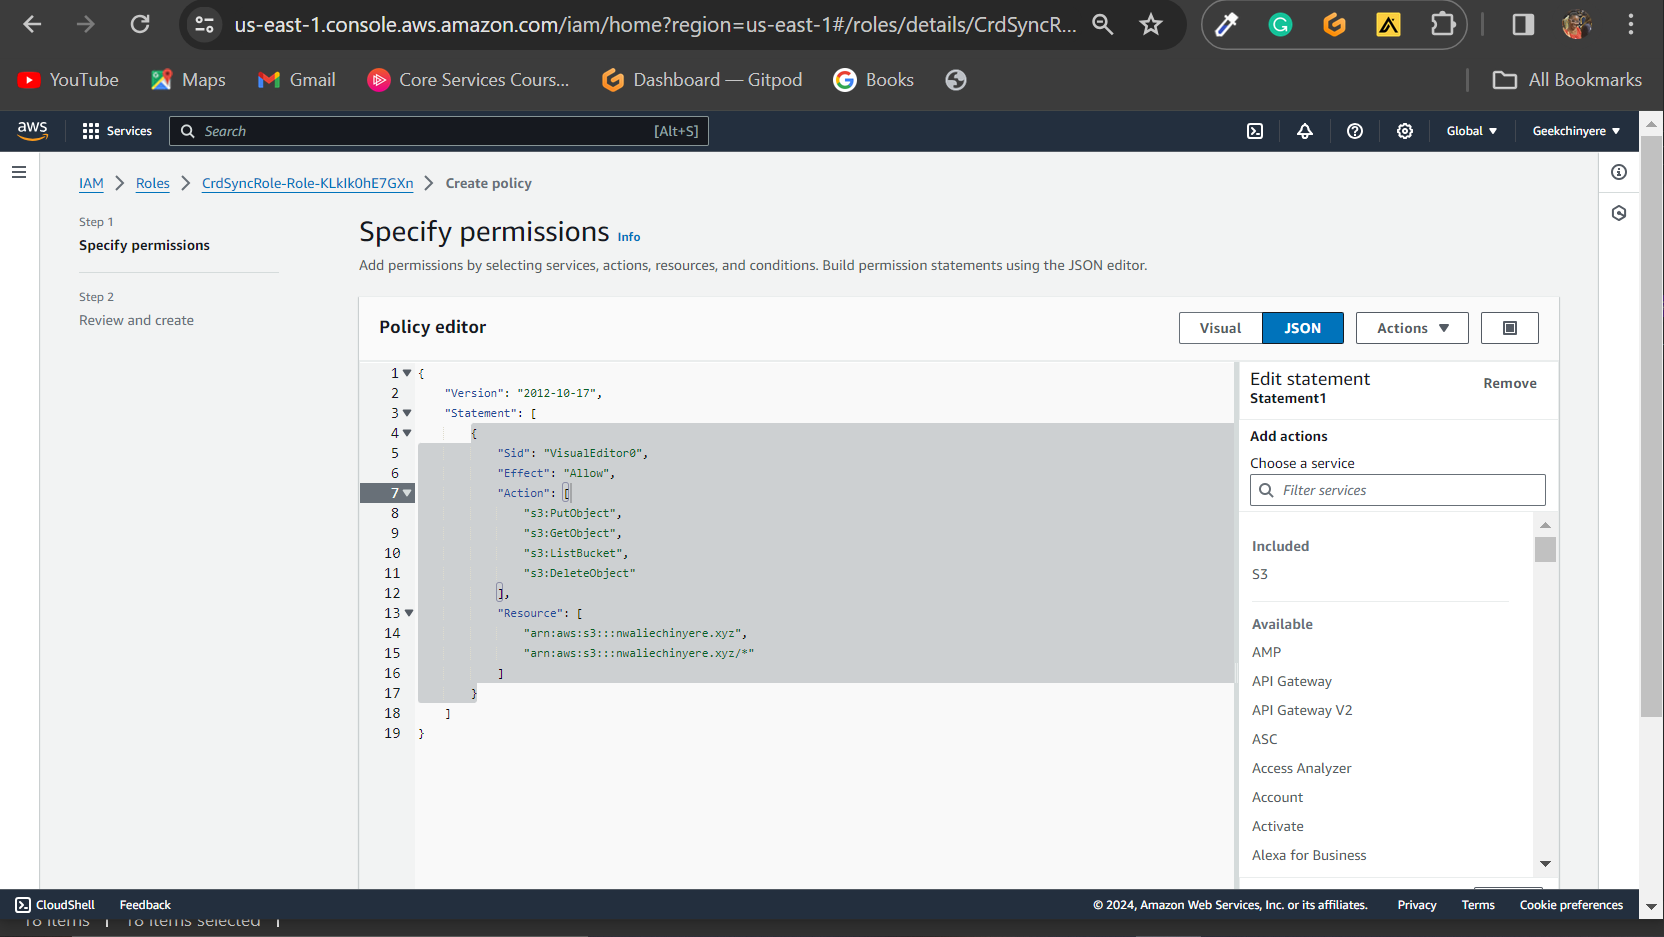 us-east-1.console.aws.amazon.com/iam/home?region=us-east-1#/roles/details/CrdSyncR...
YouTube Maps Gmail Core Services Cours... Dashboard — Gitpod Books All Bookmarks
aws Services Search [Alt+S] Global Geekchinyere
IAM Roles CrdSyncRole-Role-KLkIk0hE7GXn Create policy
Step 1
Specify permissions
Step 2
Review and create
Specify permissions Info
Add permissions by selecting services, actions, resources, and conditions. Build permission statements using the JSON editor.
Policy editor
Visual JSON Actions
1 {
2 "Version": "2012-10-17",
3 "Statement": [
4 {
5 "Sid": "VisualEditor0",
6 "Effect": "Allow",
7 "Action": [
8 "s3:PutObject",
9 "s3:GetObject",
10 "s3:ListBucket",
11 "s3:DeleteObject"
12 ],
13 "Resource": [
14 "arn:aws:s3:::nwaliechinyere.xyz",
15 "arn:aws:s3:::nwaliechinyere.xyz/*"
16 ]
17 }
18 ]
19 }
Edit statement Remove
Statement1
Add actions
Choose a service
Filter services
Included
S3
Available
AMP
API Gateway
API Gateway V2
ASC
Access Analyzer
Account
Activate
Alexa for Business
CloudShell Feedback © 2024, Amazon Web Services, Inc. or its affiliates. Privacy Terms Cookie preferences
18 items 18 items selected